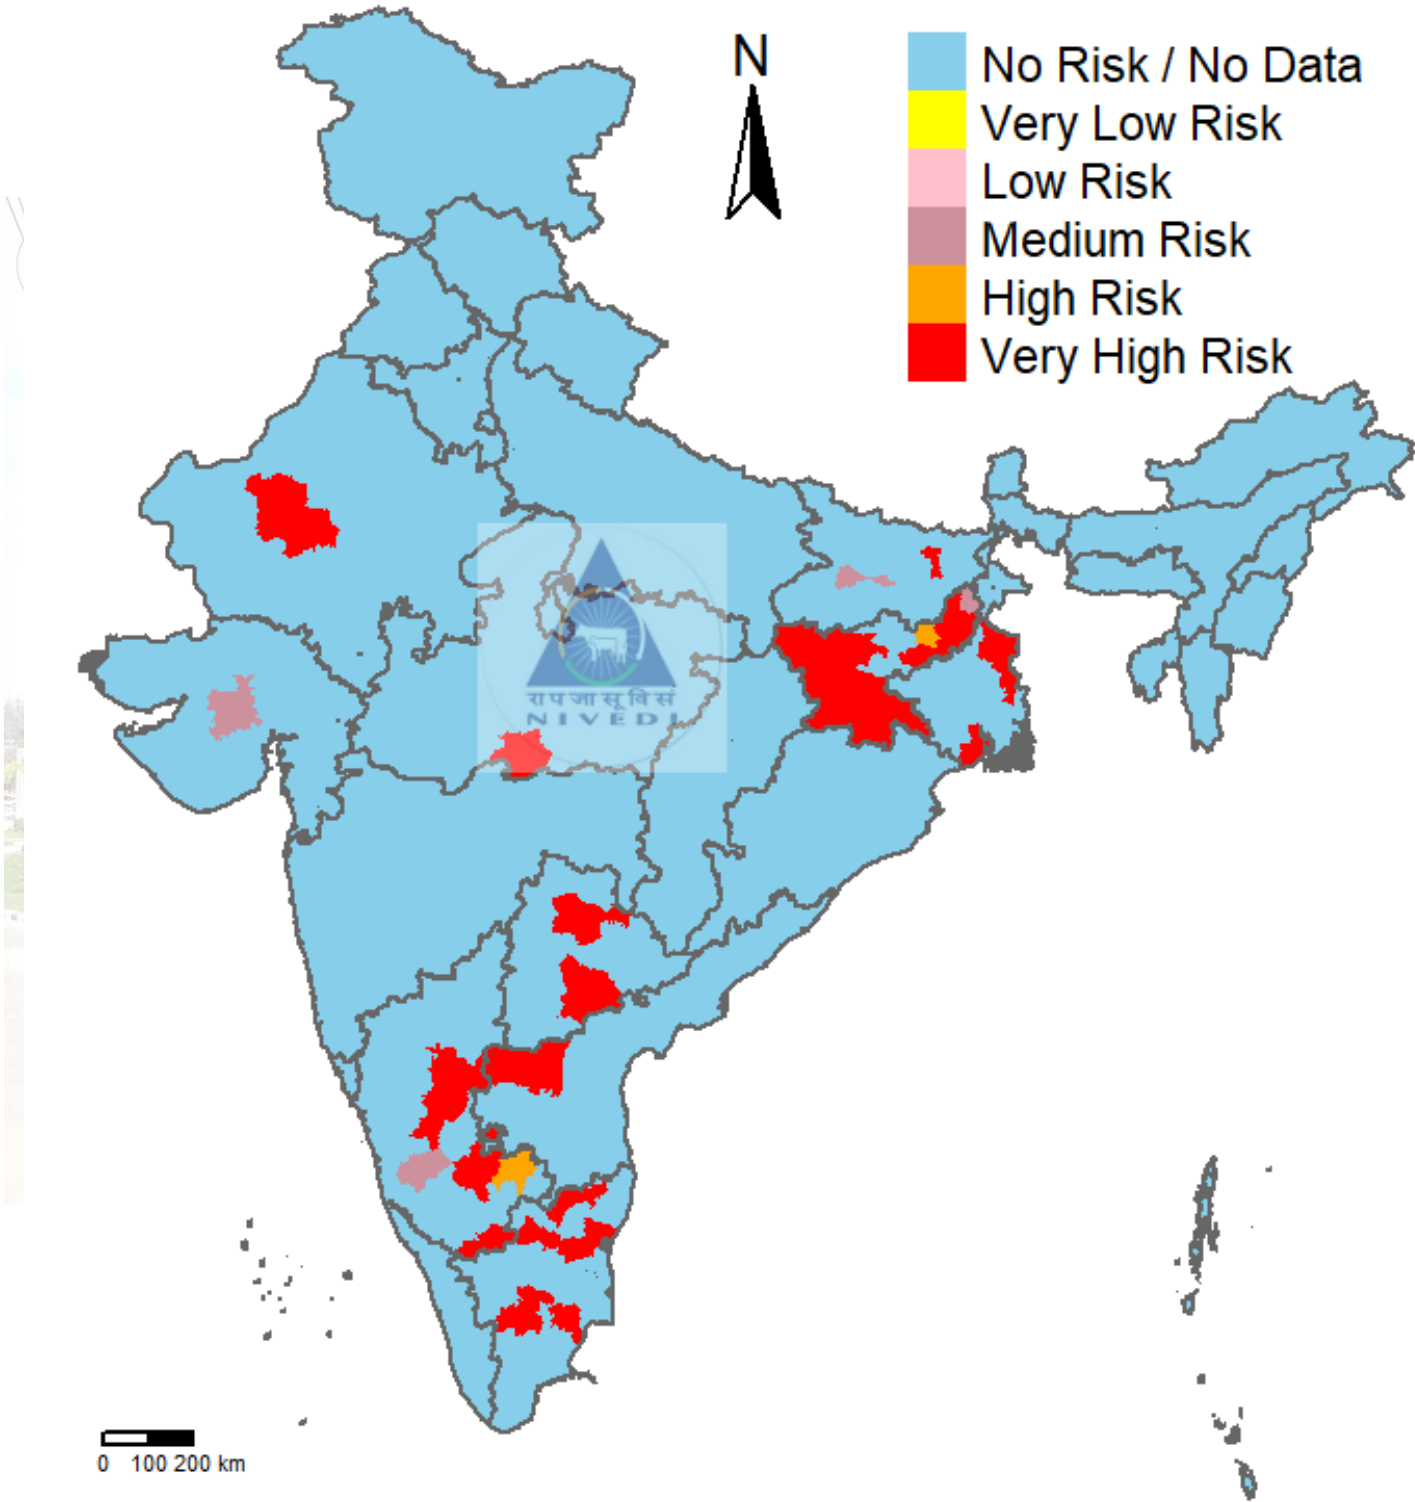 N
No Risk / No Data
Very Low Risk
Low Risk
Medium Risk
High Risk
Very High Risk
रा प जा सू वि सं
NIVEDI
0 100 200 km